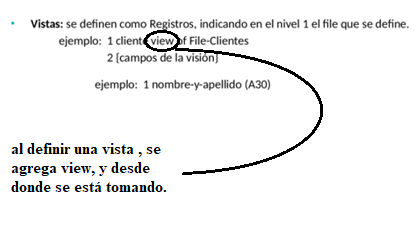 • Vistas: se definen como Registros, indicando en el nivel 1 el file que se define.
ejemplo: 1 cliente view of File-Clientes
2 {campos de la visión}
ejemplo: 1 nombre-y-apellido (A30)
al definir una vista , se
agrega view, y desde
donde se está tomando.